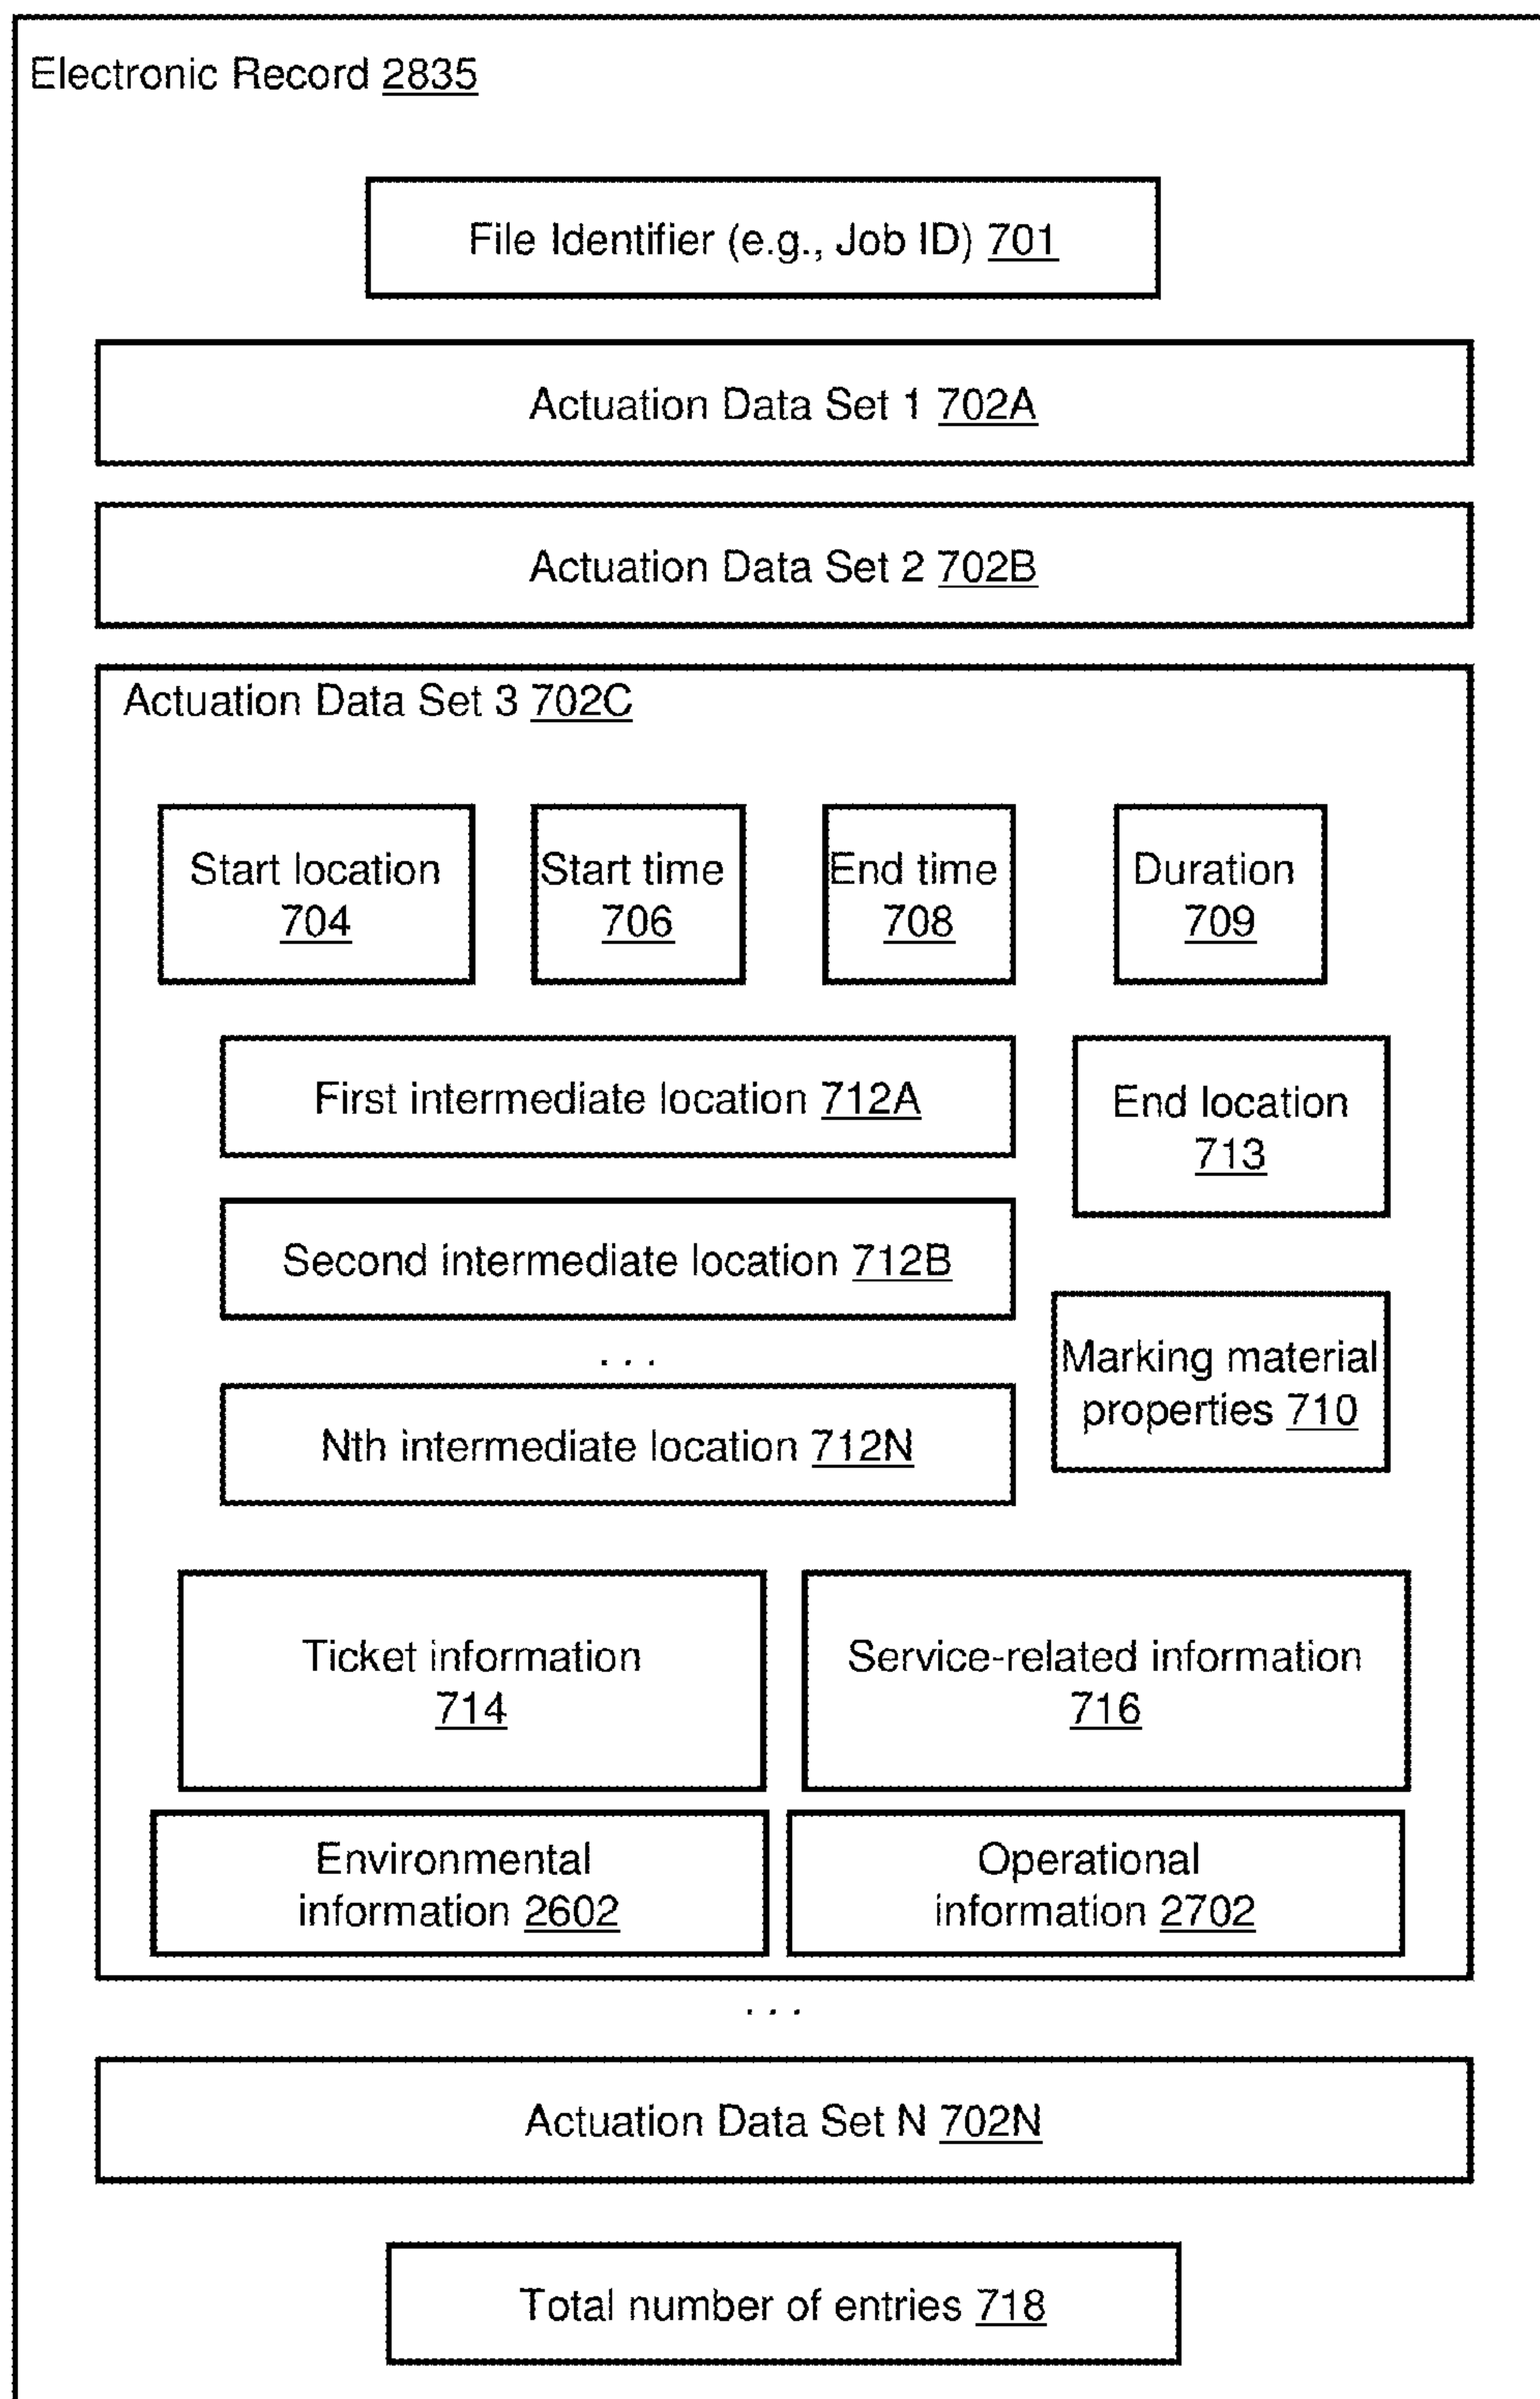 Electronic Record 2835
File Identifier (e.g., Job ID) 701
Actuation Data Set 1 702A
Actuation Data Set 2 702B
Actuation Data Set 3 702C
Start location
704
Start time
706
End time
708
Duration
709
First intermediate location 712A
End location
713
Second intermediate location 712B
. . .
Marking material
properties 710
Nth intermediate location 712N
Ticket information
714
Service-related information
716
Environmental
information 2602
Operational
information 2702
. . .
Actuation Data Set N 702N
Total number of entries 718